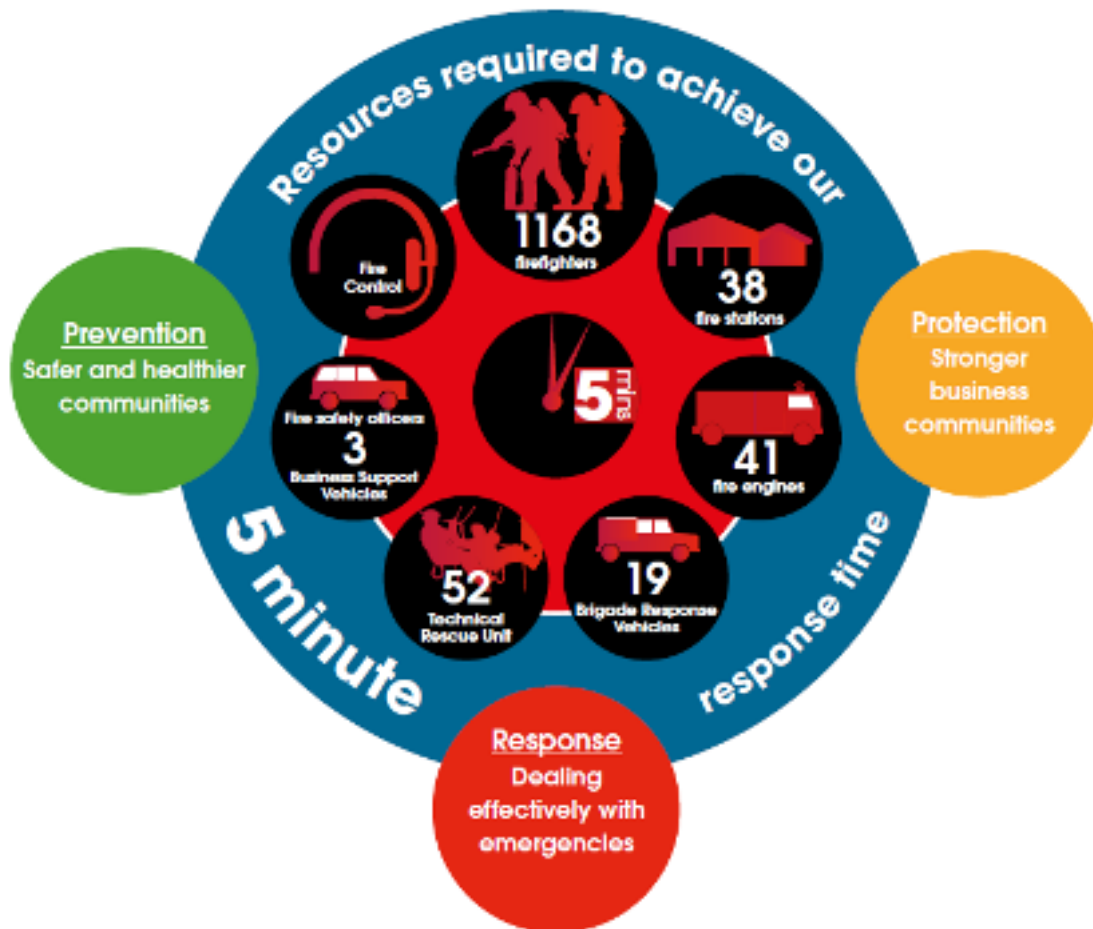 Resources required to achieve our
5 minute
response time
1168
firefighters
38
fire stations
41
fire engines
19
Brigade Response
Vehicles
52
Technical
Rescue Unit
Fire safety officers
3
Business Support
Vehicles
Fire
Control
5
mins
Prevention
Safer and healthier
communities
Protection
Stronger
business
communities
Response
Dealing
effectively with
emergencies